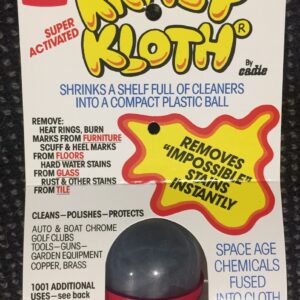 SUPER
ACTIVATED
KRAZY
KLOTH®
By
cadie
SHRINKS A SHELF FULL OF CLEANERS
INTO A COMPACT PLASTIC BALL
REMOVE:
HEAT RINGS, BURN
MARKS FROM FURNITURE
SCUFF & HEEL MARKS
FROM FLOORS
HARD WATER STAINS
FROM GLASS
RUST & OTHER STAINS
FROM TILE
REMOVES
"IMPOSSIBLE"
STAINS
INSTANTLY
CLEANS—POLISHES—PROTECTS
AUTO & BOAT CHROME
GOLF CLUBS
TOOLS—GUNS—
GARDEN EQUIPMENT
COPPER, BRASS
1001 ADDITIONAL
USES—see back
SPACE AGE
CHEMICALS
FUSED
INTO CLOTH